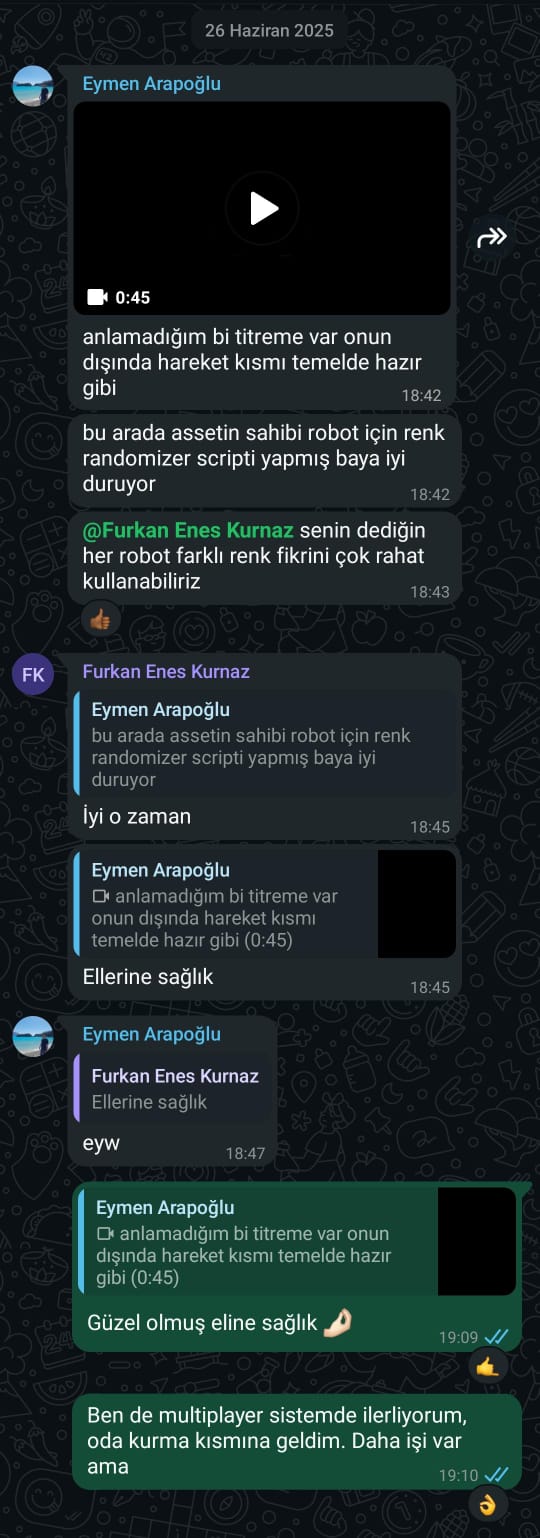 26 Haziran 2025
Eymen Arapoğlu
0:45
anlamadığım bi titreme var onun
dışında hareket kısmı temelde hazır
gibi
18:42
bu arada assetin sahibi robot için renk
randomizer scripti yapmış baya iyi
duruyor
18:42
@Furkan Enes Kurnaz senin dediğin
her robot farklı renk fikrini çok rahat
kullanabiliriz
18:43
FK
Furkan Enes Kurnaz
Eymen Arapoğlu
bu arada assetin sahibi robot için renk
randomizer scripti yapmış baya iyi
duruyor
İyi o zaman
18:45
Eymen Arapoğlu
anlamadığım bi titreme var
onun dışında hareket kısmı
temelde hazır gibi (0:45)
Ellerine sağlık
18:45
Eymen Arapoğlu
Furkan Enes Kurnaz
Ellerine sağlık
eyw
18:47
Eymen Arapoğlu
anlamadığım bi titreme var onun
dışında hareket kısmı temelde hazır
gibi (0:45)
Güzel olmuş eline sağlık 🤌🏻
19:09
Ben de multiplayer sistemde ilerliyorum,
oda kurma kısmına geldim. Daha işi var
ama
19:10